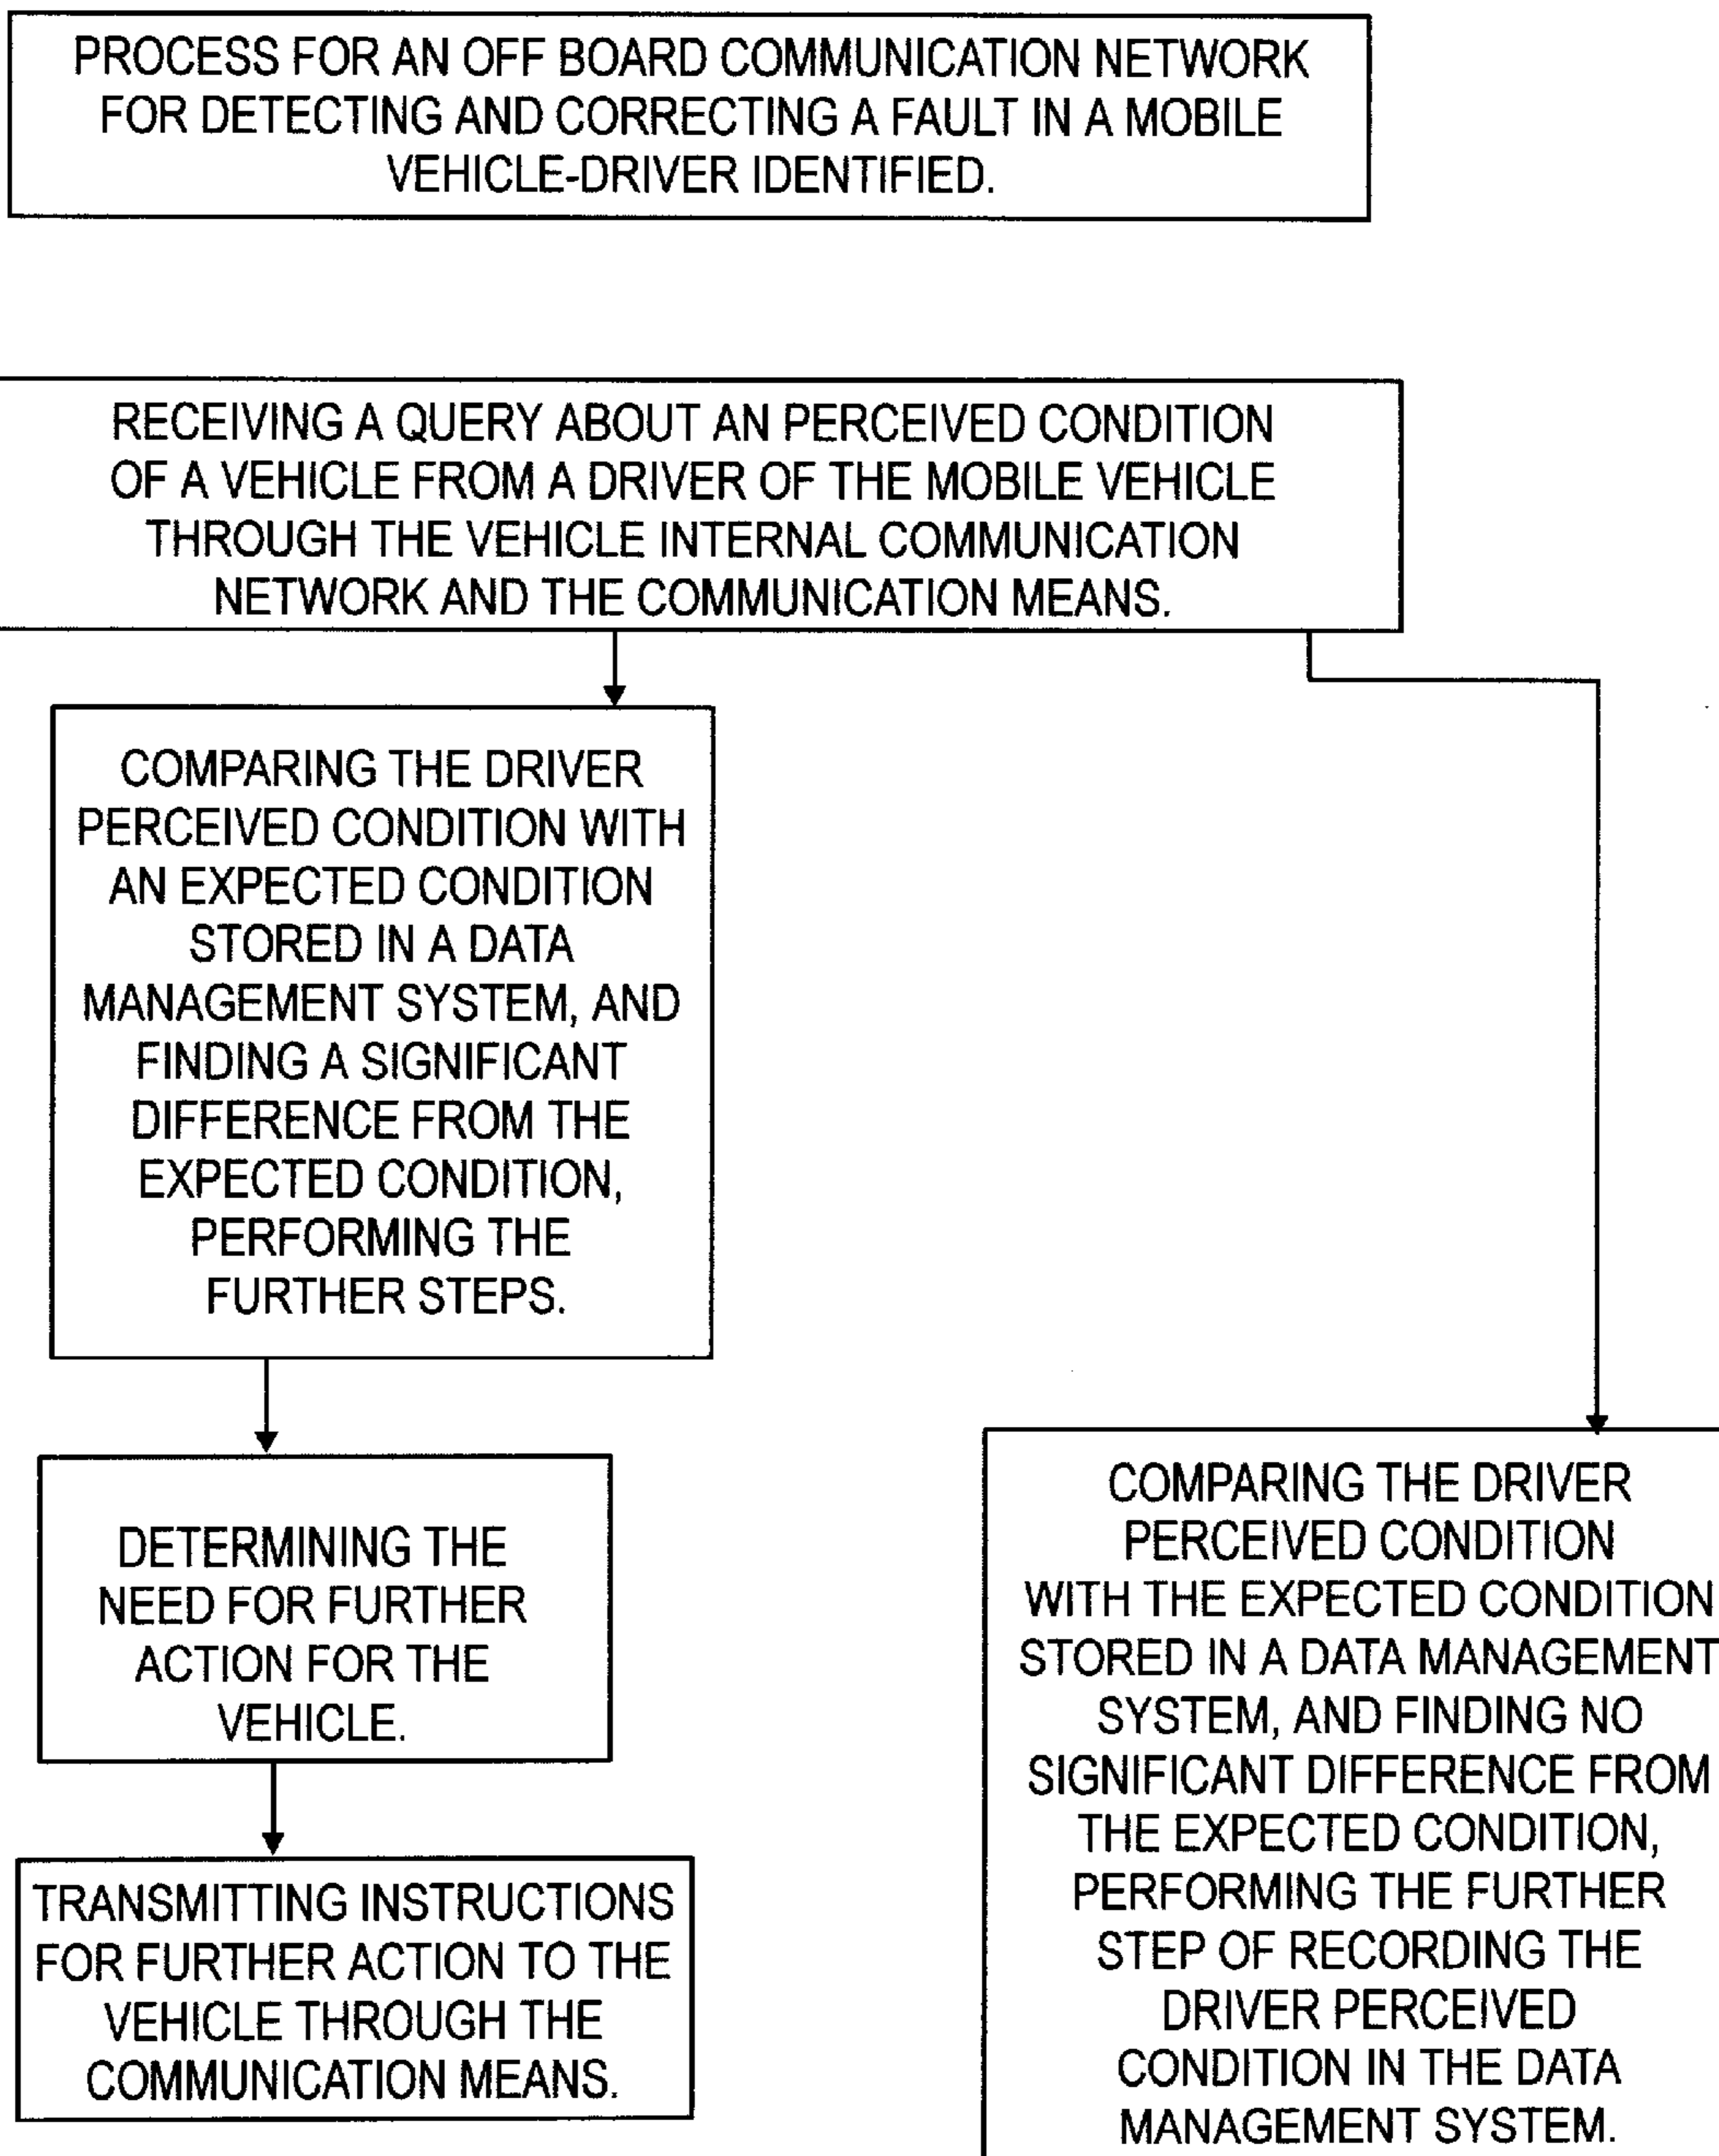 PROCESS FOR AN OFF BOARD COMMUNICATION NETWORK
FOR DETECTING AND CORRECTING A FAULT IN A MOBILE
VEHICLE-DRIVER IDENTIFIED.
RECEIVING A QUERY ABOUT AN PERCEIVED CONDITION
OF A VEHICLE FROM A DRIVER OF THE MOBILE VEHICLE
THROUGH THE VEHICLE INTERNAL COMMUNICATION
NETWORK AND THE COMMUNICATION MEANS.
COMPARING THE DRIVER
PERCEIVED CONDITION WITH
AN EXPECTED CONDITION
STORED IN A DATA
MANAGEMENT SYSTEM, AND
FINDING A SIGNIFICANT
DIFFERENCE FROM THE
EXPECTED CONDITION,
PERFORMING THE
FURTHER STEPS.
DETERMINING THE
NEED FOR FURTHER
ACTION FOR THE
VEHICLE.
TRANSMITTING INSTRUCTIONS
FOR FURTHER ACTION TO THE
VEHICLE THROUGH THE
COMMUNICATION MEANS.
COMPARING THE DRIVER
PERCEIVED CONDITION
WITH THE EXPECTED CONDITION
STORED IN A DATA MANAGEMENT
SYSTEM, AND FINDING NO
SIGNIFICANT DIFFERENCE FROM
THE EXPECTED CONDITION,
PERFORMING THE FURTHER
STEP OF RECORDING THE
DRIVER PERCEIVED
CONDITION IN THE DATA
MANAGEMENT SYSTEM.